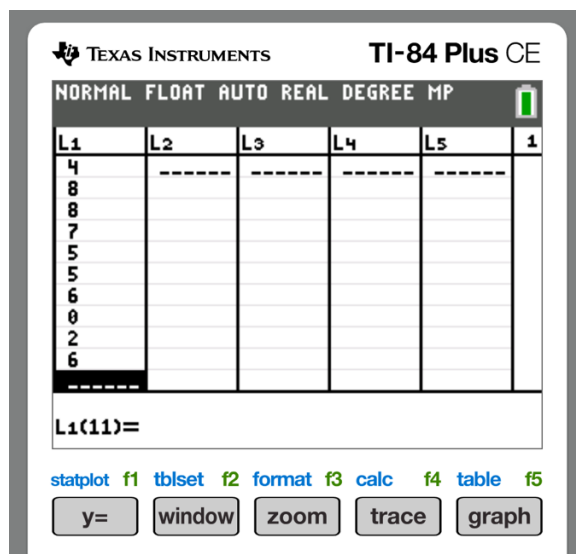 TEXAS INSTRUMENTS TI-84 Plus CE
NORMAL FLOAT AUTO REAL DEGREE MP
L1 L2 L3 L4 L5 1
4 ------ ------ ------ ------
8
8
7
5
5
6
0
2
6
------
L1(11)=
statplot f1 tblset f2 format f3 calc f4 table f5
y= window zoom trace graph